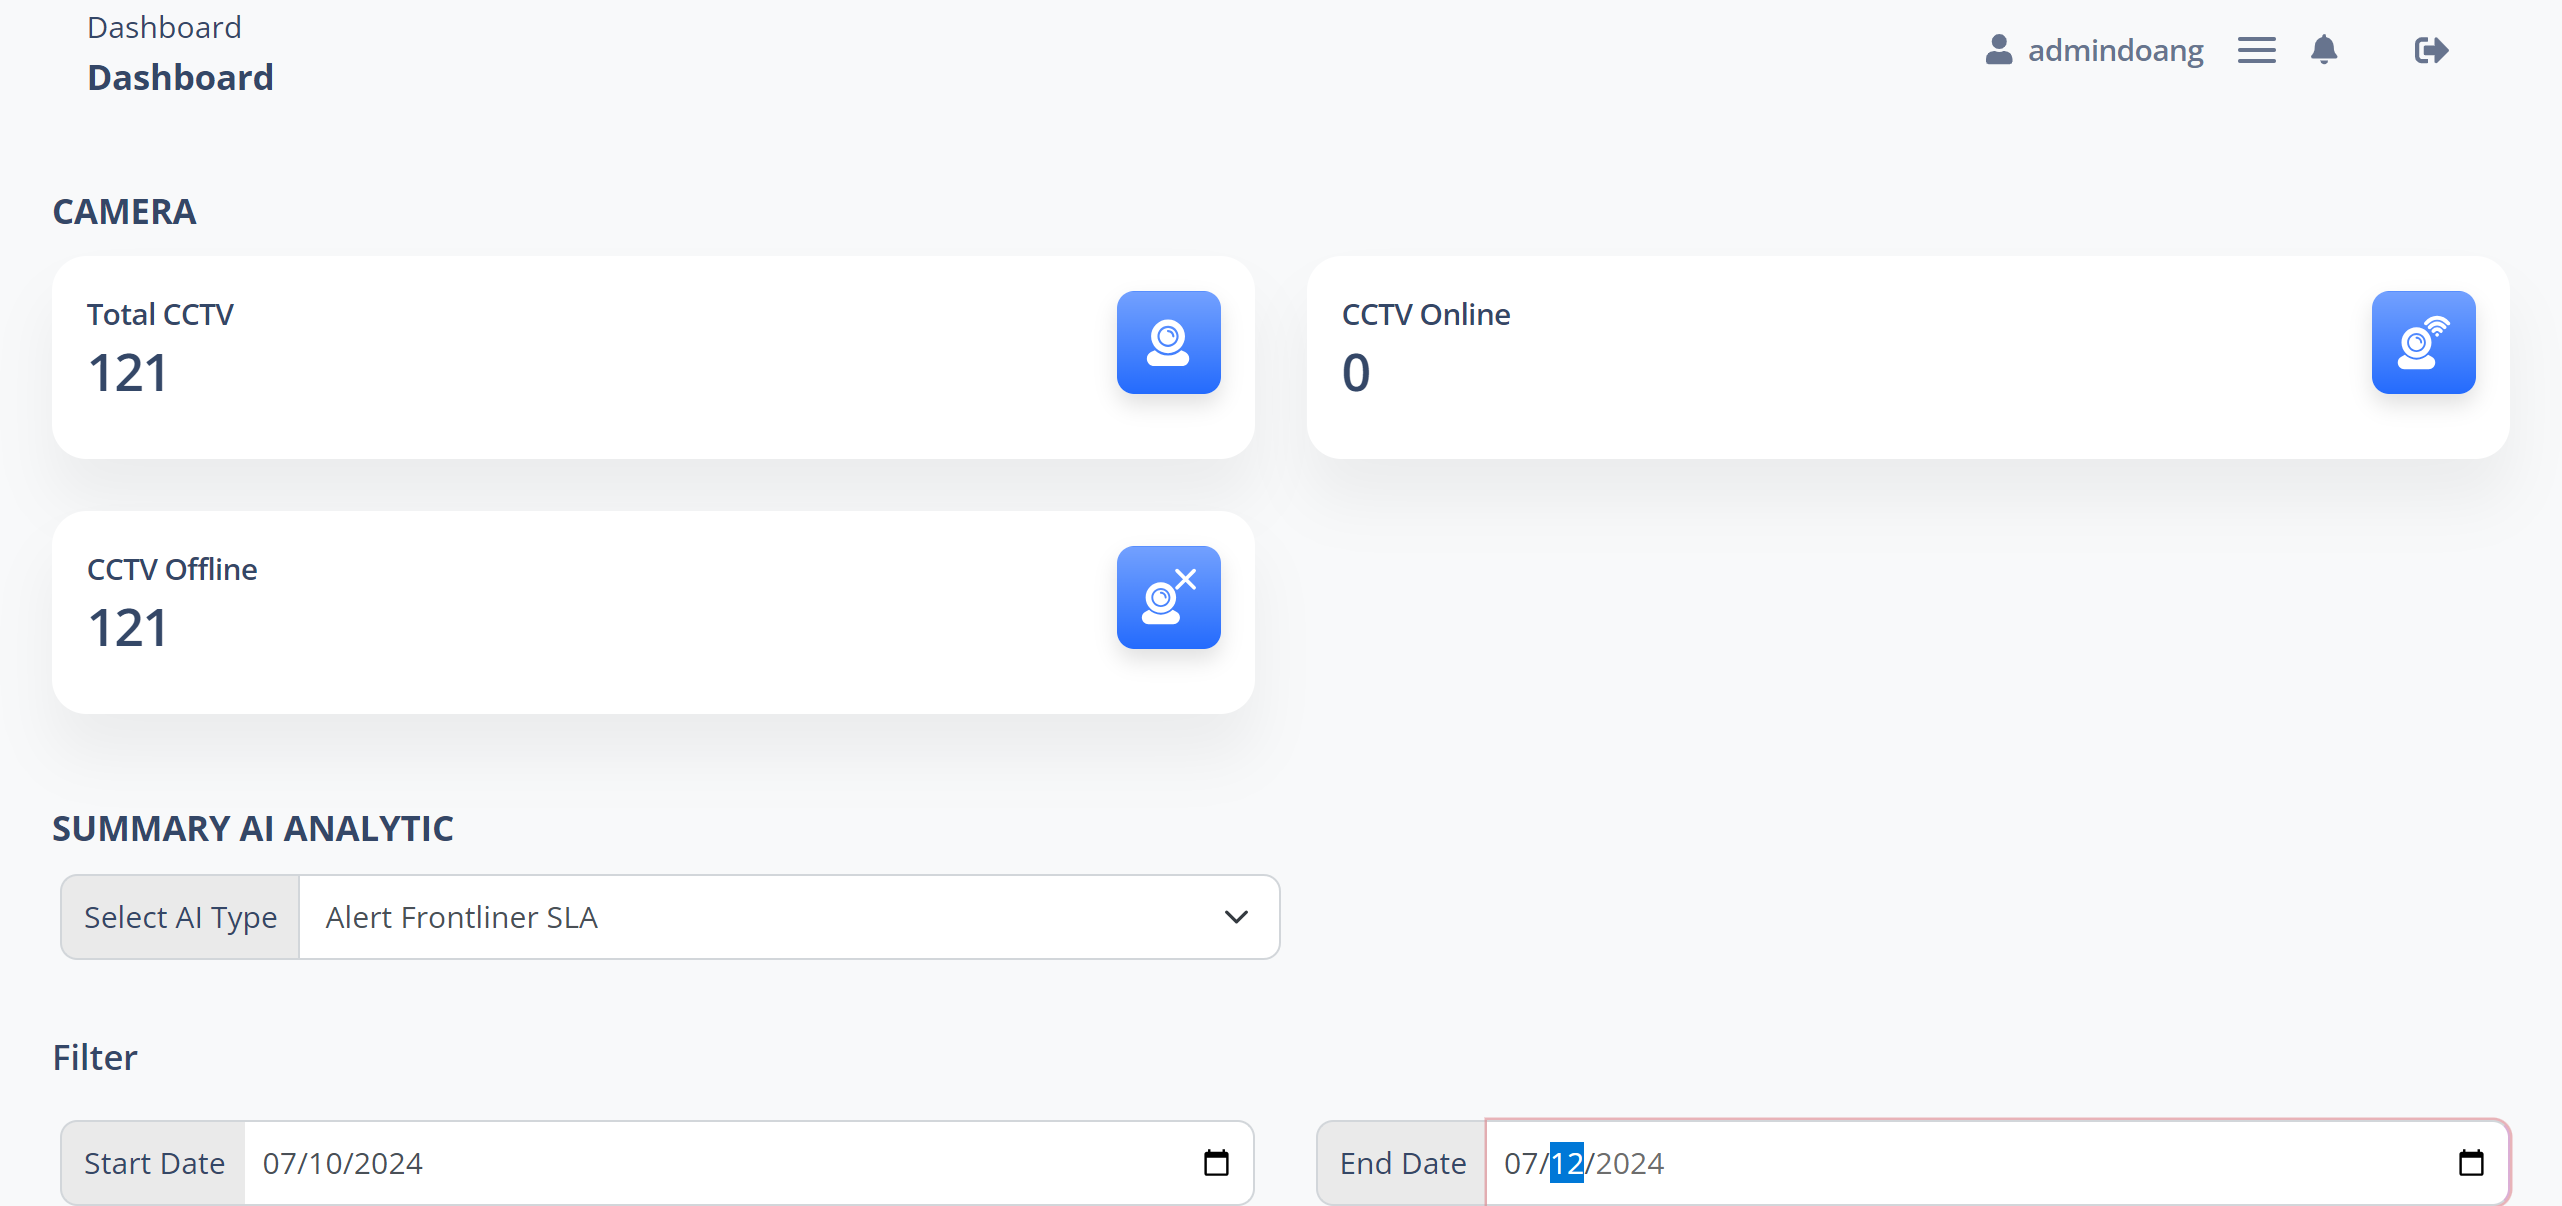 Dashboard
Dashboard
admindoang
CAMERA
Total CCTV
121
CCTV Online
0
CCTV Offline
121
SUMMARY AI ANALYTIC
Select AI Type
Alert Frontliner SLA
Filter
Start Date
07/10/2024
End Date
07/12/2024